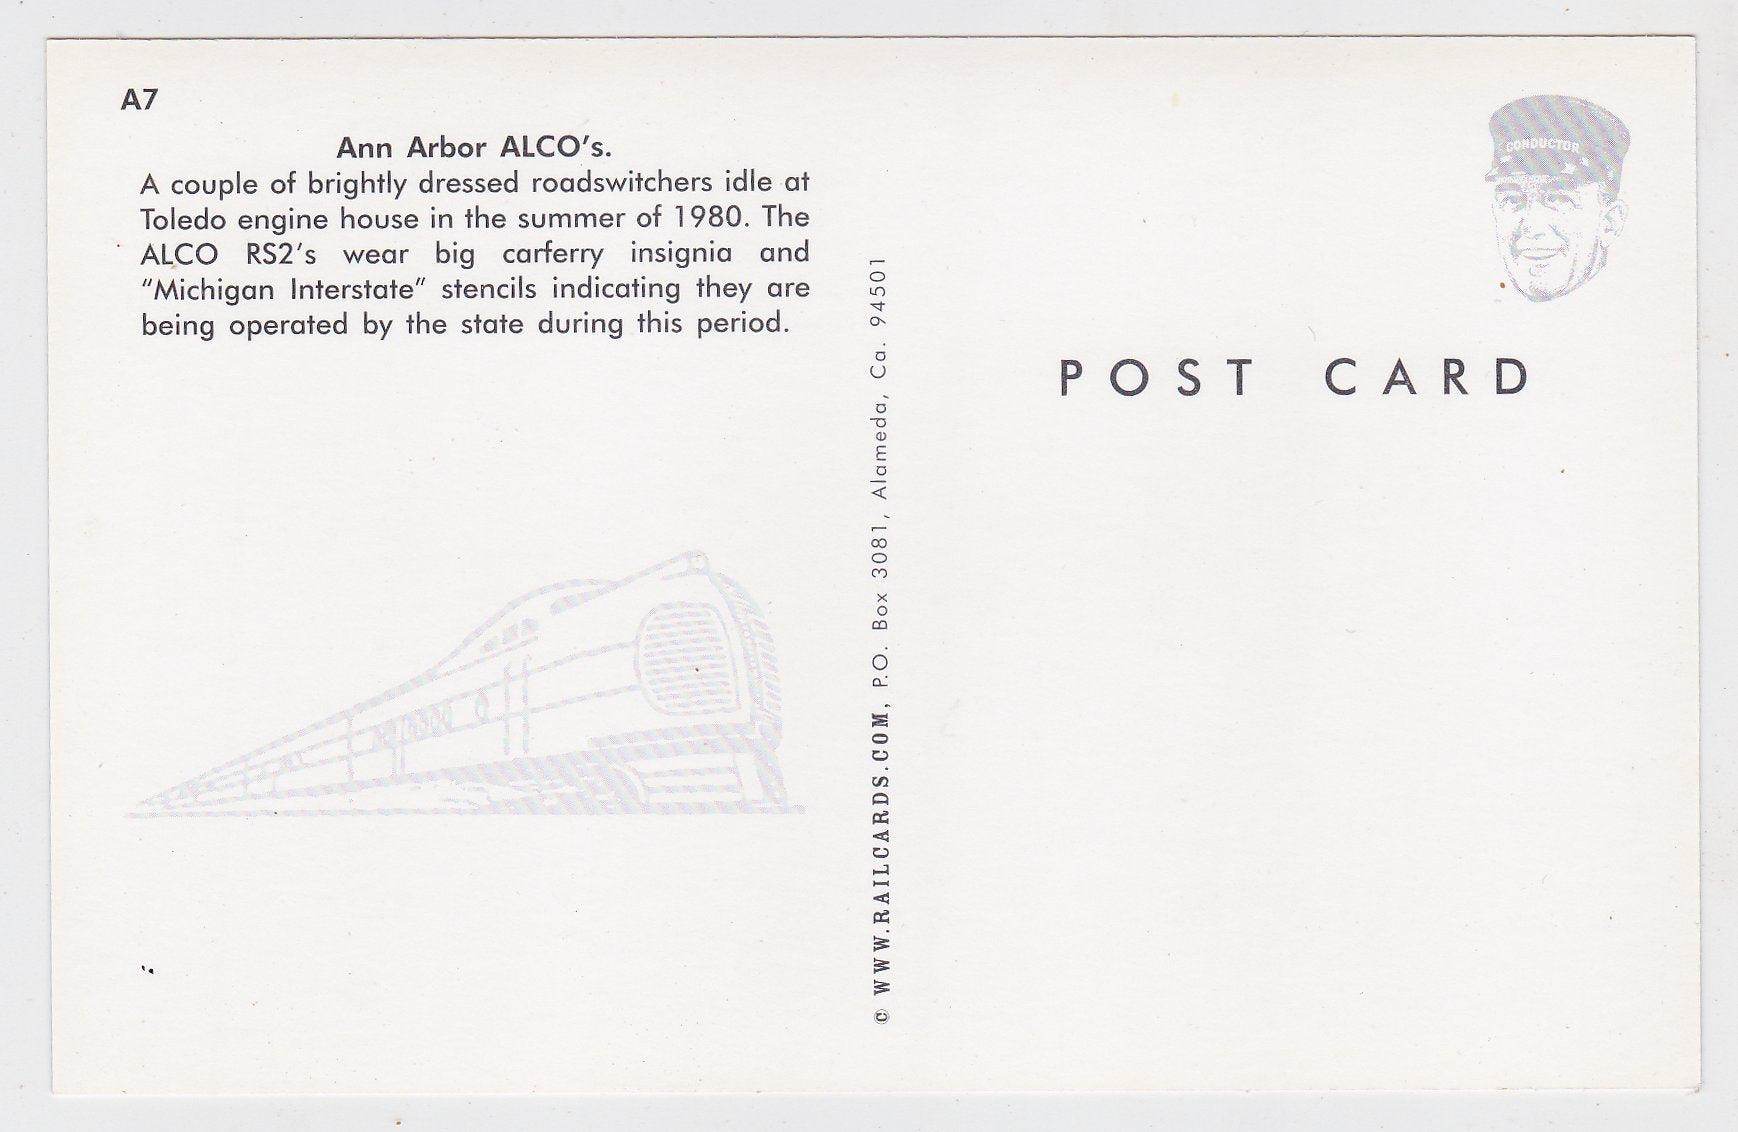 A7
Ann Arbor ALCO's.
A couple of brightly dressed roadswitchers idle at
Toledo engine house in the summer of 1980. The
ALCO RS2's wear big carferry insignia and
"Michigan Interstate" stencils indicating they are
being operated by the state during this period.
© WWW.RAILCARDS.COM, P.O. Box 3081, Alameda, Ca. 94501
CONDUCTOR
POST CARD